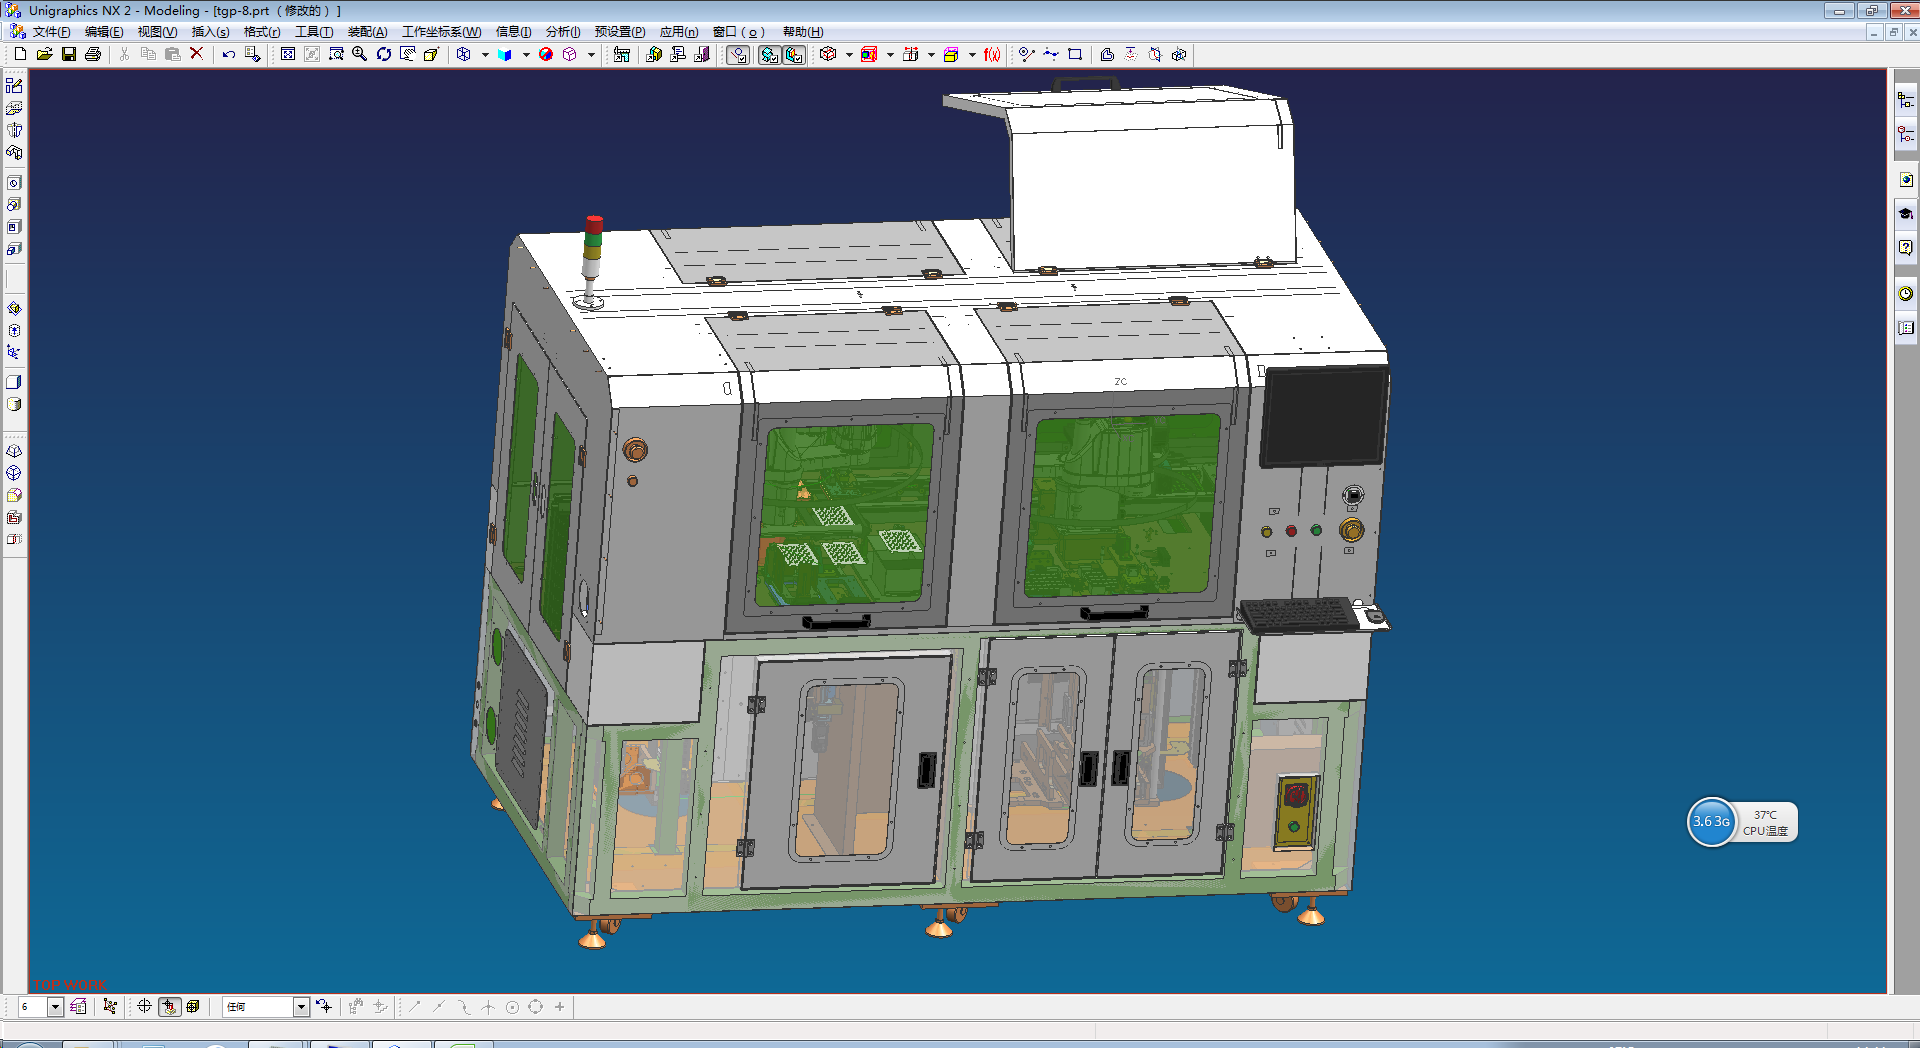 Unigraphics NX 2 - Modeling - [tgp-8.prt （修改的）]
文件(F) 编辑(E) 视图(V) 插入(s) 格式(r) 工具(T) 装配(A) 工作坐标系(W) 信息(I) 分析(l) 预设置(P) 应用(n) 窗口(o) 帮助(H)
f(x)
ZC
3.63G
37℃
CPU温度
TOP WORK
6
任何